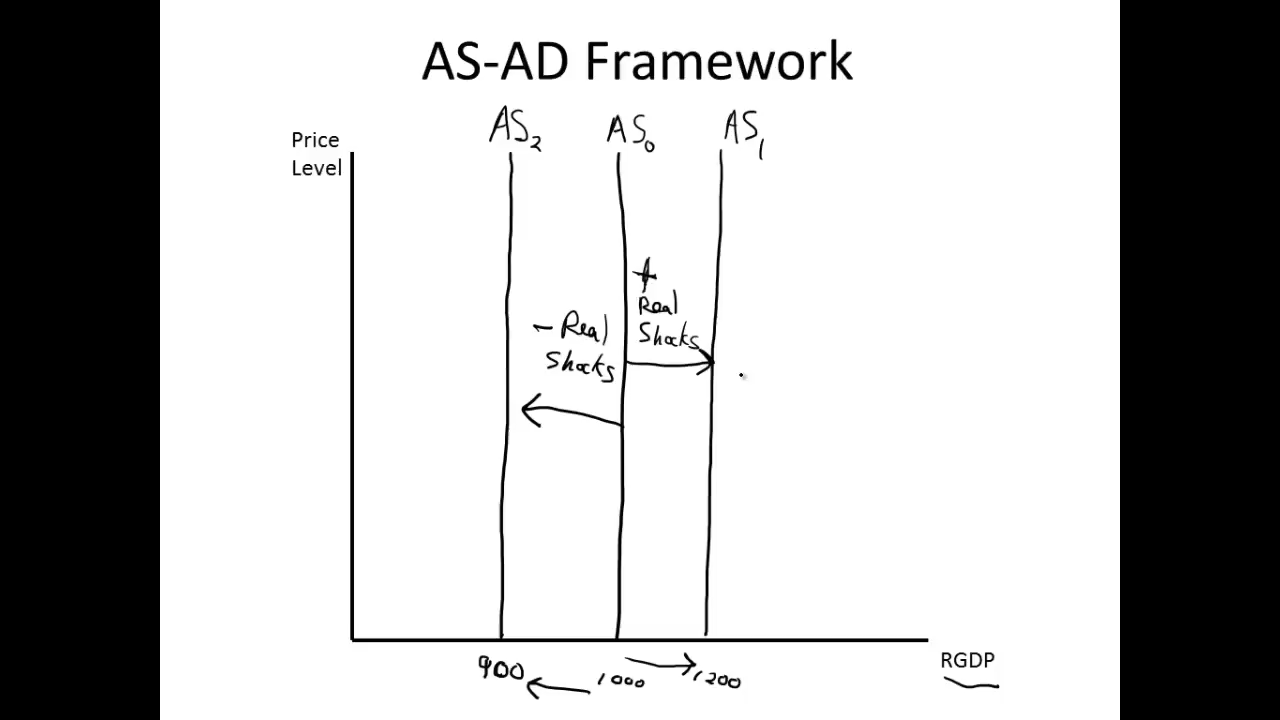 AS-AD Framework
AS2 AS0 AS1
Price
Level
+
Real
Shocks
- Real
Shocks
900 1000 1200
RGDP